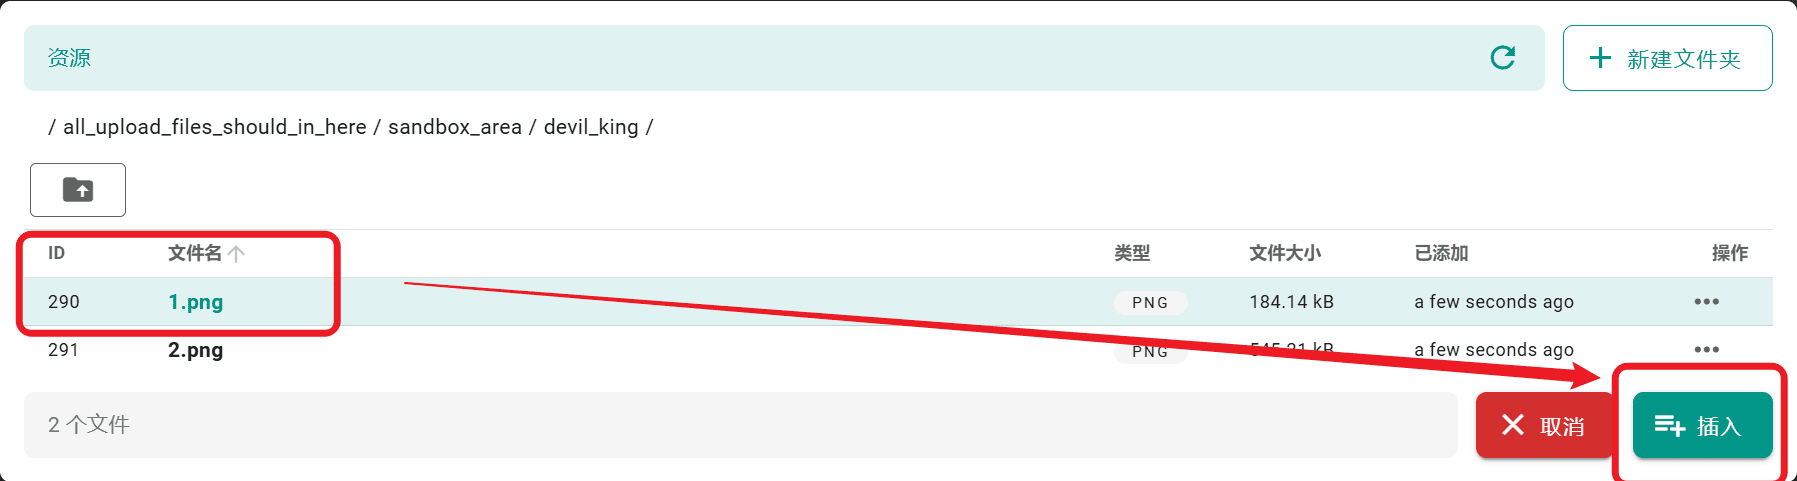 资源
新建文件夹
/ all_upload_files_should_in_here / sandbox_area / devil_king /
ID 文件名 类型 文件大小 已添加 操作
290 1.png PNG 184.14 kB a few seconds ago
291 2.png PNG 545.21 kB a few seconds ago
2 个文件 取消 插入